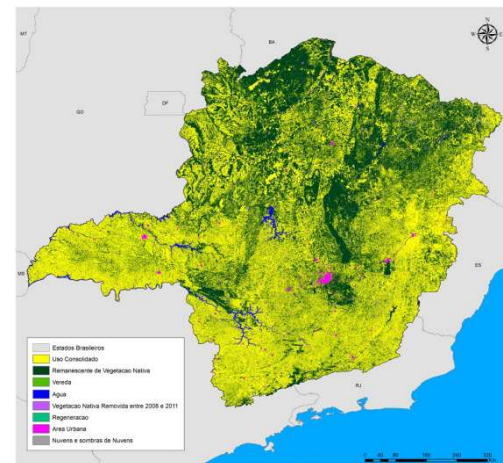 MT
BA
N
W E
S
GO
DF
MS
ES
RJ
Estados Brasileiros
Uso Consolidado
Remanescente de Vegetacao Nativa
Vereda
Agua
Vegetacao Nativa Removida entre 2008 e 2011
Regeneracao
Area Urbana
Nuvens e sombras de Nuvens